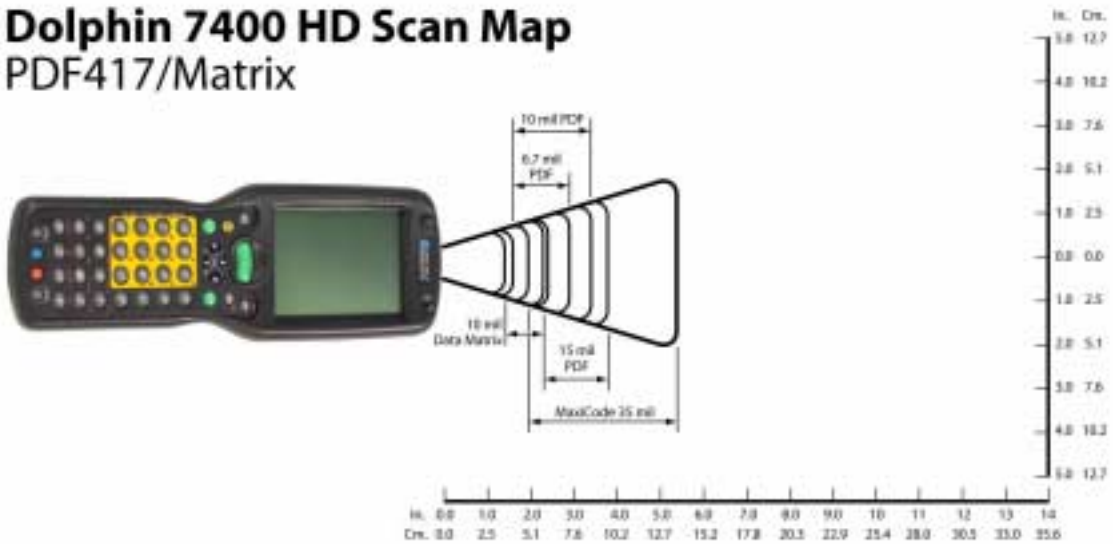 Dolphin 7400 HD Scan Map
PDF417/Matrix
In. Cm.
5.0 12.7
4.0 10.2
3.0 7.6
2.0 5.1
1.0 2.5
0.0 0.0
1.0 2.5
2.0 5.1
3.0 7.6
4.0 10.2
5.0 12.7
10 mil PDF
6.7 mil
PDF
10 mil
Data Matrix
15 mil
PDF
MaxiCode 35 mil
In. 0.0 1.0 2.0 3.0 4.0 5.0 6.0 7.0 8.0 9.0 10 11 12 13 14
Cm. 0.0 2.5 5.1 7.6 10.2 12.7 15.2 17.8 20.3 22.9 25.4 28.0 30.5 33.0 35.6